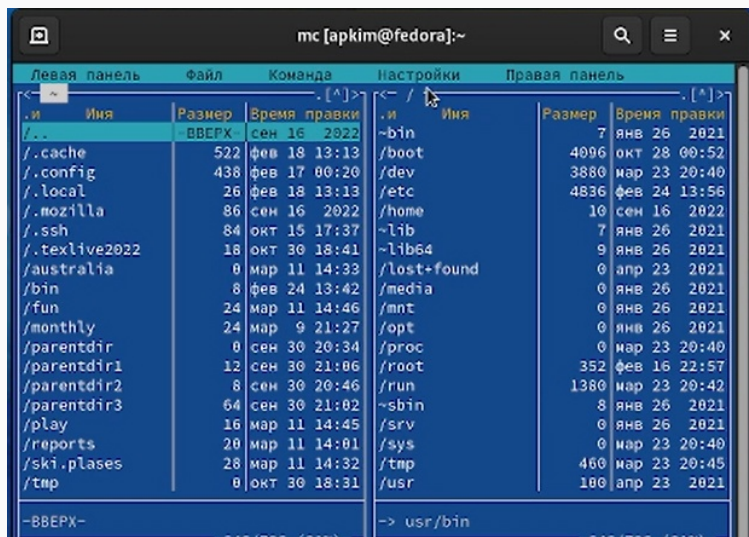 mc [apkim@fedora]:~
Левая панель Файл Команда Настройки Правая панель
<- ~ .[^]>
.и Имя Размер Время правки
/.. -ВВЕРХ- сен 16 2022
/.cache 522 фев 18 13:13
/.config 438 фев 17 00:20
/.local 26 фев 18 13:13
/.mozilla 86 сен 16 2022
/.ssh 84 окт 15 17:37
/.texlive2022 18 окт 30 18:41
/australia 0 мар 11 14:33
/bin 8 фев 24 13:42
/fun 24 мар 11 14:46
/monthly 24 мар 9 21:27
/parentdir 0 сен 30 20:34
/parentdir1 12 сен 30 21:06
/parentdir2 8 сен 30 20:46
/parentdir3 64 сен 30 21:02
/play 16 мар 11 14:45
/reports 20 мар 11 14:01
/ski.plases 28 мар 11 14:32
/tmp 0 окт 30 18:31
-ВВЕРХ-
<- / .[^]>
.и Имя Размер Время правки
~bin 7 янв 26 2021
/boot 4096 окт 28 00:52
/dev 3880 мар 23 20:40
/etc 4836 фев 24 13:56
/home 10 сен 16 2022
~lib 7 янв 26 2021
~lib64 9 янв 26 2021
/lost+found 0 апр 23 2021
/media 0 янв 26 2021
/mnt 0 янв 26 2021
/opt 0 янв 26 2021
/proc 0 мар 23 20:40
/root 352 фев 16 22:57
/run 1380 мар 23 20:42
~sbin 8 янв 26 2021
/srv 0 янв 26 2021
/sys 0 мар 23 20:40
/tmp 460 мар 23 20:45
/usr 100 апр 23 2021
-> usr/bin